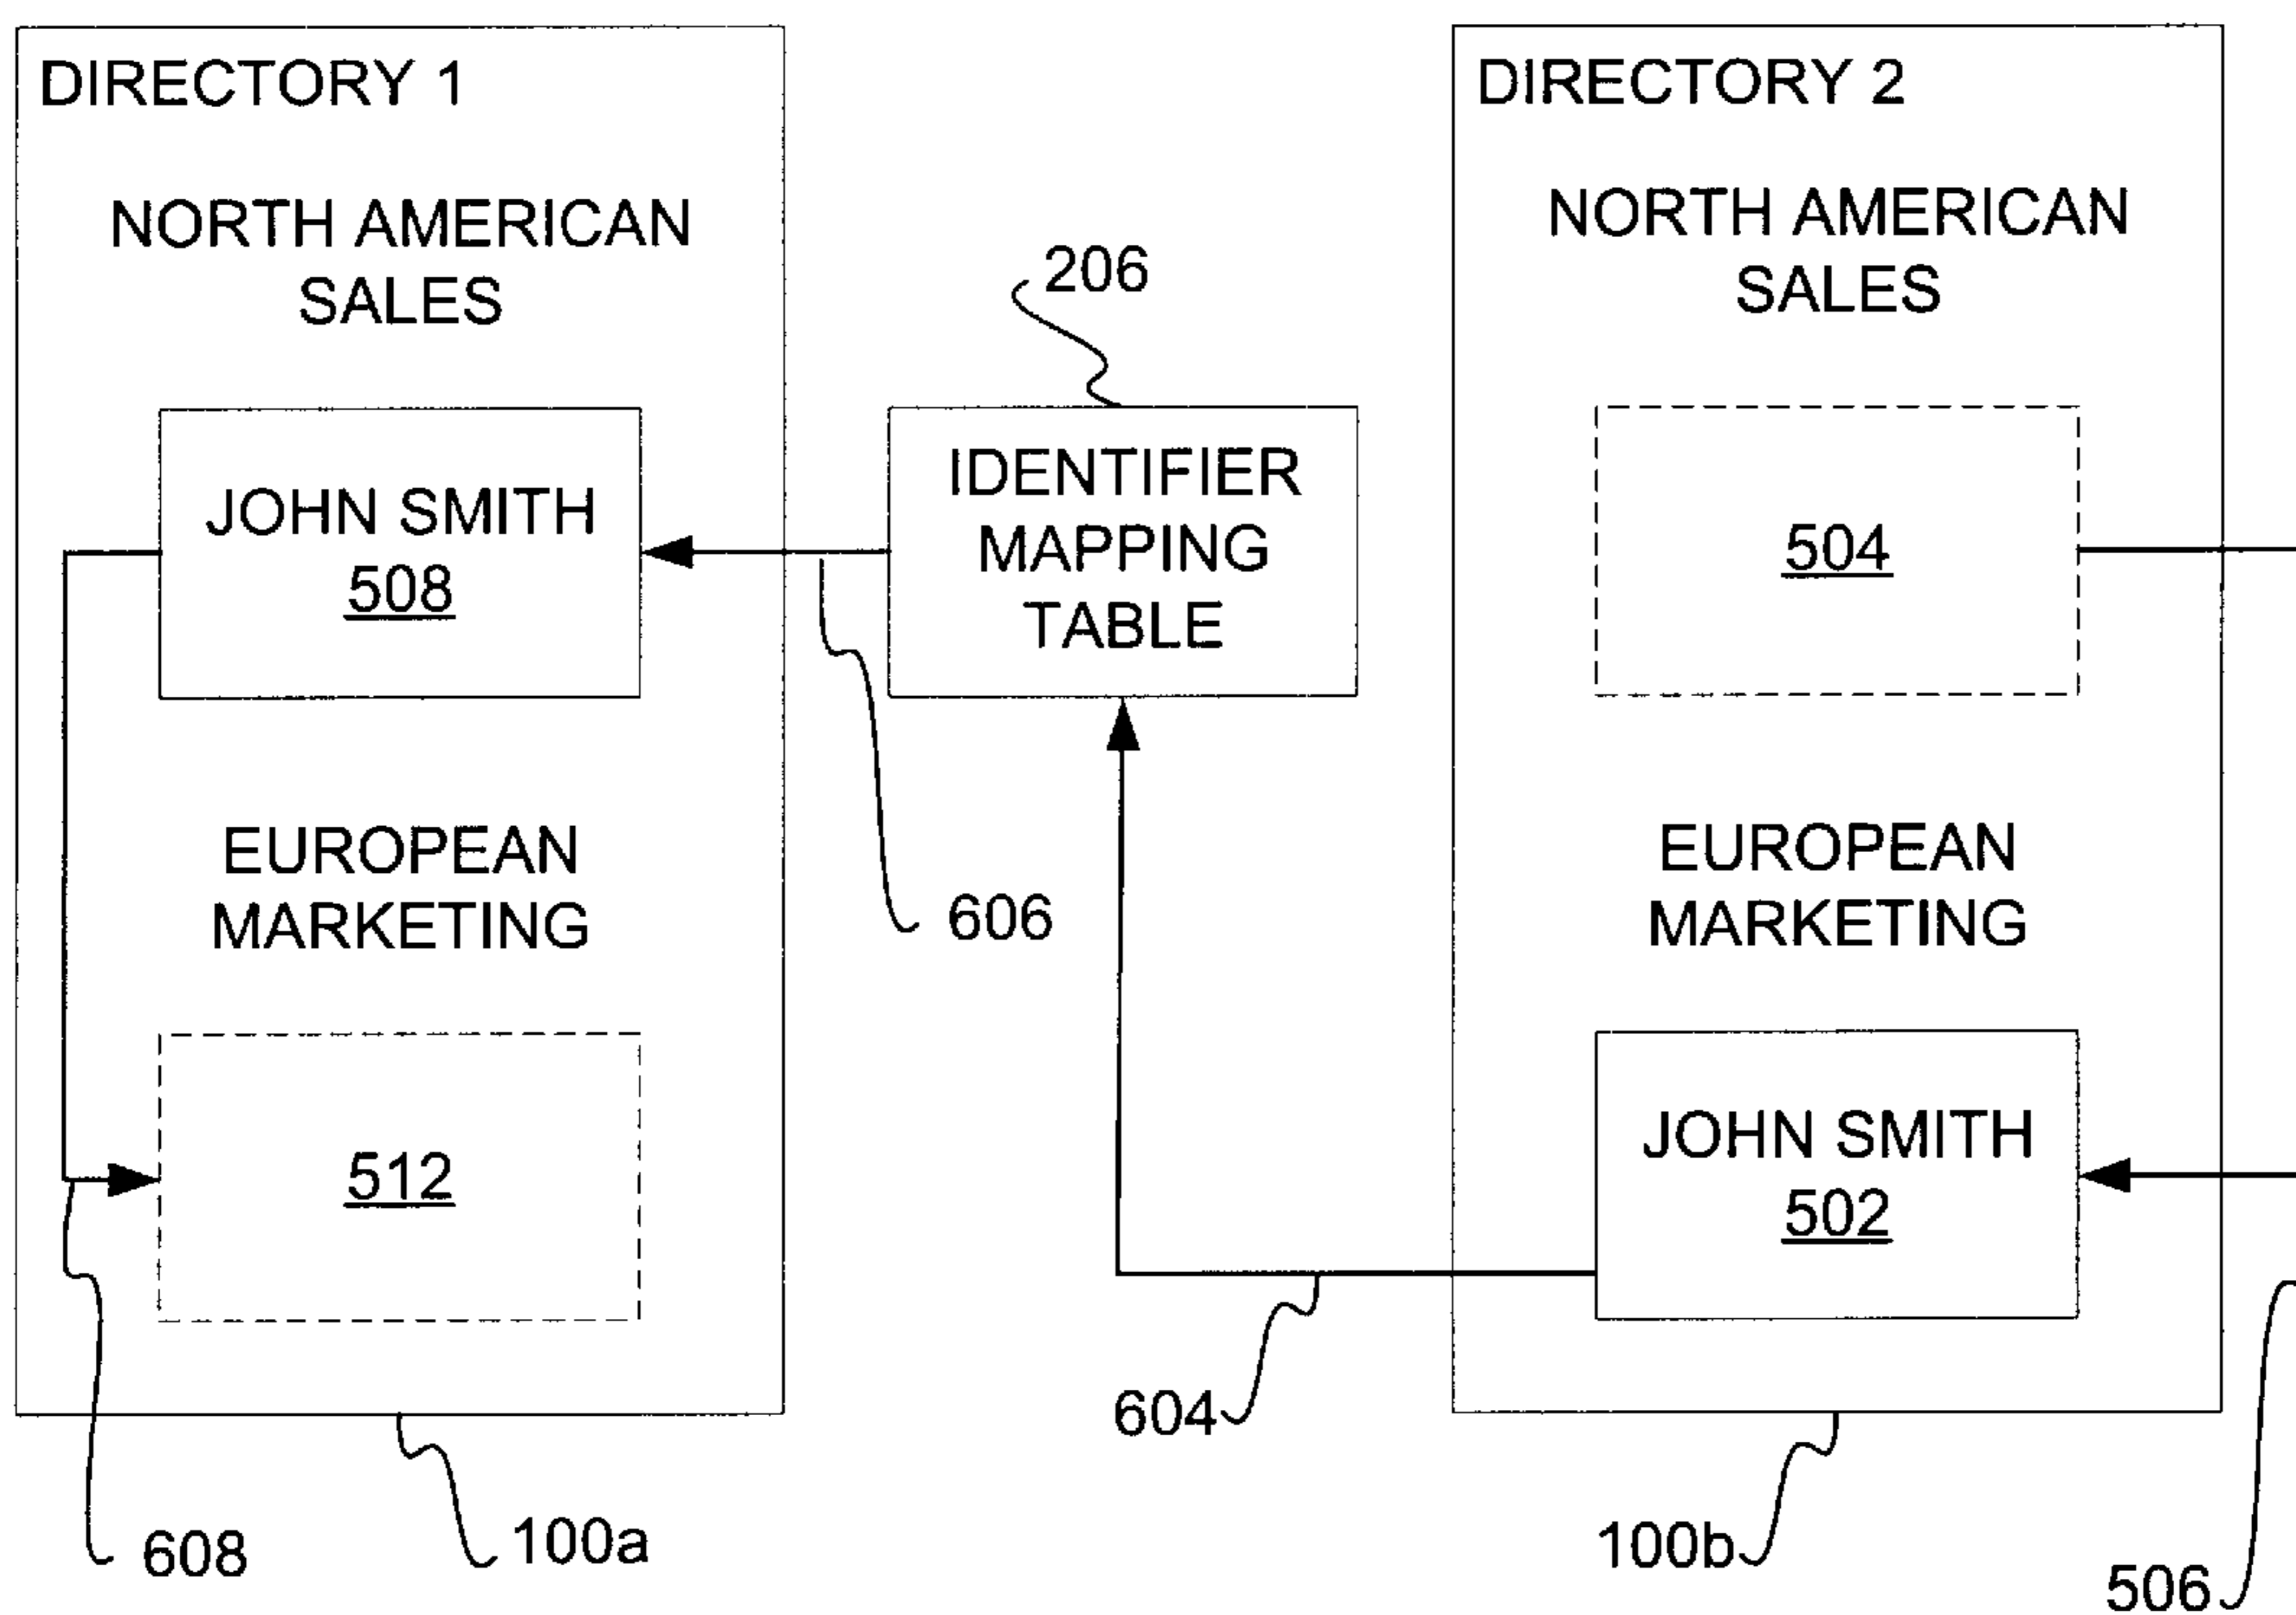 DIRECTORY 1
NORTH AMERICAN
SALES
JOHN SMITH
508
EUROPEAN
MARKETING
512
608
100a
206
IDENTIFIER
MAPPING
TABLE
606
604
DIRECTORY 2
NORTH AMERICAN
SALES
504
EUROPEAN
MARKETING
JOHN SMITH
502
100b
506